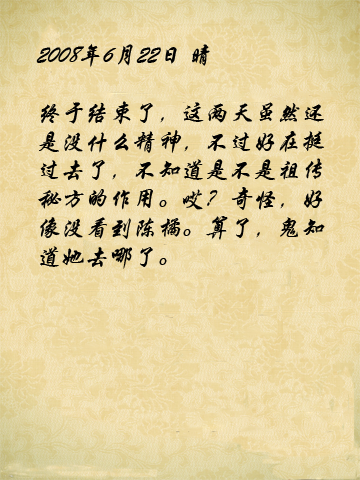 2008年6月22日 晴
终于结束了，这两天虽然还
是没什么精神，不过好在挺
过去了，不知道是不是祖传
秘方的作用。哎？奇怪，好
像没看到陈橘。算了，鬼知
道她去哪了。